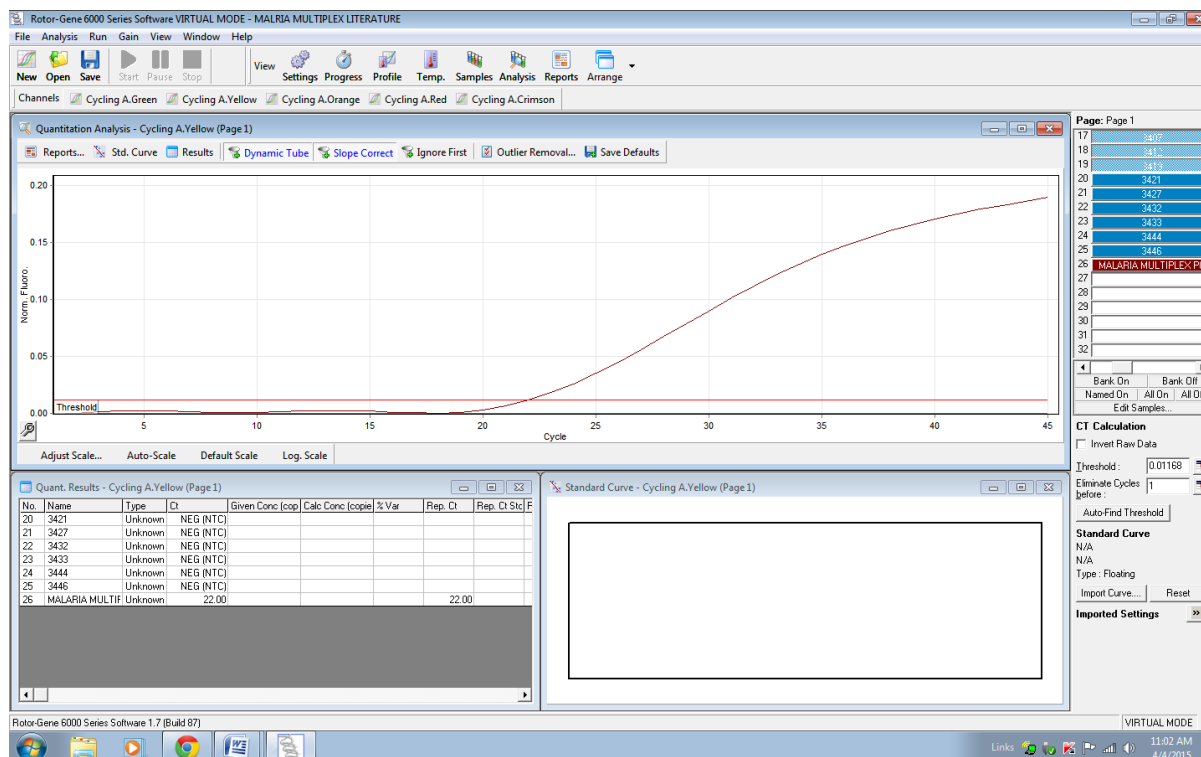 Rotor-Gene 6000 Series Software VIRTUAL MODE - MALRIA MULTIPLEX LITERATURE
File Analysis Run Gain View Window Help
New Open Save Start Pause Stop View Settings Progress Profile Temp. Samples Analysis Reports Arrange
Channels Cycling A.Green Cycling A.Yellow Cycling A.Orange Cycling A.Red Cycling A.Crimson
Quantitation Analysis - Cycling A.Yellow (Page 1)
Reports... Std. Curve Results Dynamic Tube Slope Correct Ignore First Outlier Removal... Save Defaults
0.20
0.15
0.10
0.05
0.00
Norm. Fluoro.
Threshold
5 10 15 20 25 30 35 40 45
Cycle
Adjust Scale... Auto-Scale Default Scale Log. Scale
Quant. Results - Cycling A.Yellow (Page 1)
No. Name Type Ct Given Conc (cop Calc Conc (copie % Var Rep. Ct Rep. Ct Stc F
20 3421 Unknown NEG (NTC)
21 3427 Unknown NEG (NTC)
22 3432 Unknown NEG (NTC)
23 3433 Unknown NEG (NTC)
24 3444 Unknown NEG (NTC)
25 3446 Unknown NEG (NTC)
26 MALARIA MULTIF Unknown 22.00 22.00
Standard Curve - Cycling A.Yellow (Page 1)
Page: Page 1
17 3407
18 3412
19 3413
20 3421
21 3427
22 3432
23 3433
24 3444
25 3446
26 MALARIA MULTIPLEX P
27
28
29
30
31
32
Bank On Bank Off
Named On All On All O
Edit Samples...
CT Calculation
Invert Raw Data
Threshold : 0.01168
Eliminate Cycles before : 1
Auto-Find Threshold
Standard Curve
N/A
N/A
Type : Floating
Import Curve.... Reset
Imported Settings »
Rotor-Gene 6000 Series Software 1.7 (Build 87)
VIRTUAL MODE
Links
11:02 AM
4/4/2015